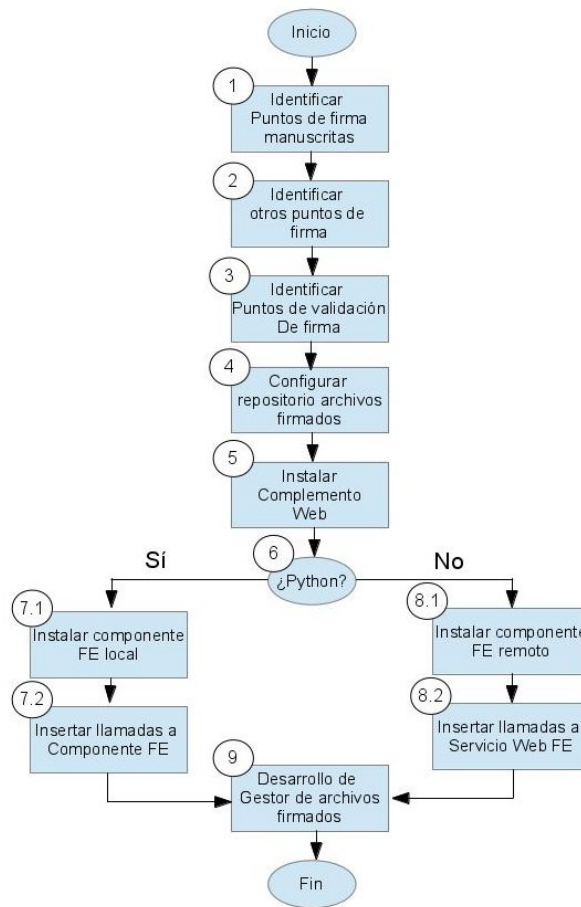 Inicio
1
Identificar
Puntos de firma
manuscritas
2
Identificar
otros puntos de
firma
3
Identificar
Puntos de validación
De firma
4
Configurar
repositorio archivos
firmados
5
Instalar
Complemento
Web
6
¿Python?
Sí
No
7.1
Instalar componente
FE local
7.2
Insertar llamadas a
Componente FE
8.1
Instalar componente
FE remoto
8.2
Insertar llamadas a
Servicio Web FE
9
Desarrollo de
Gestor de archivos
firmados
Fin